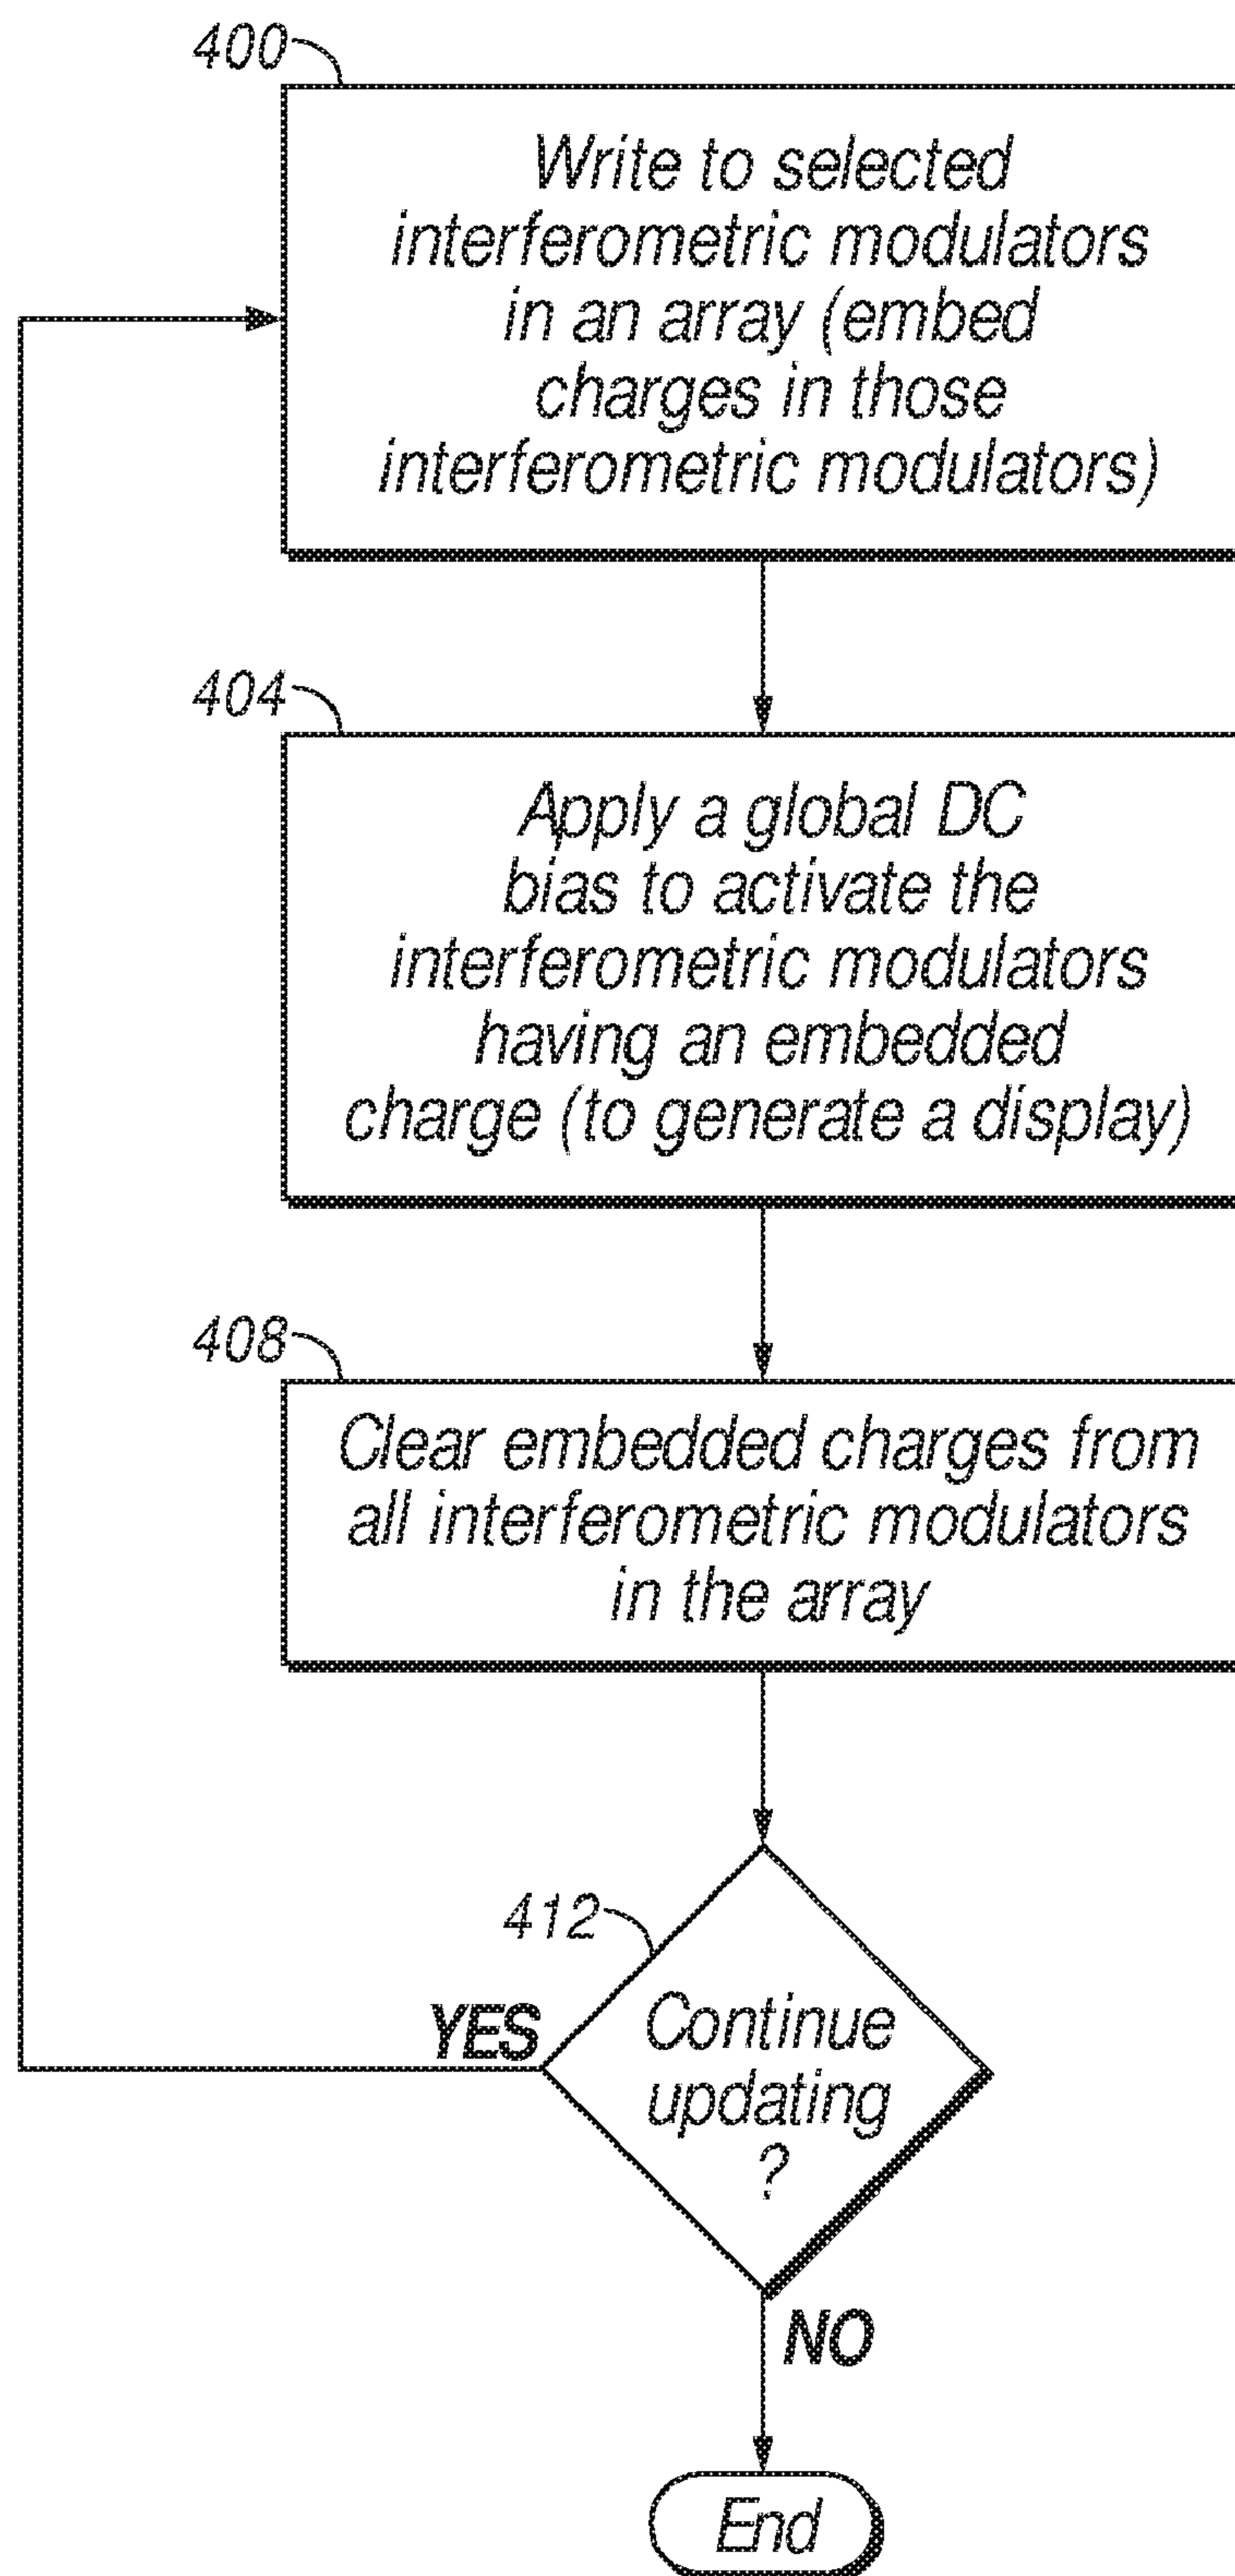 400
Write to selected
interferometric modulators
in an array (embed
charges in those
interferometric modulators)
404
Apply a global DC
bias to activate the
interferometric modulators
having an embedded
charge (to generate a display)
408
Clear embedded charges from
all interferometric modulators
in the array
412
YES
Continue
updating
?
NO
End